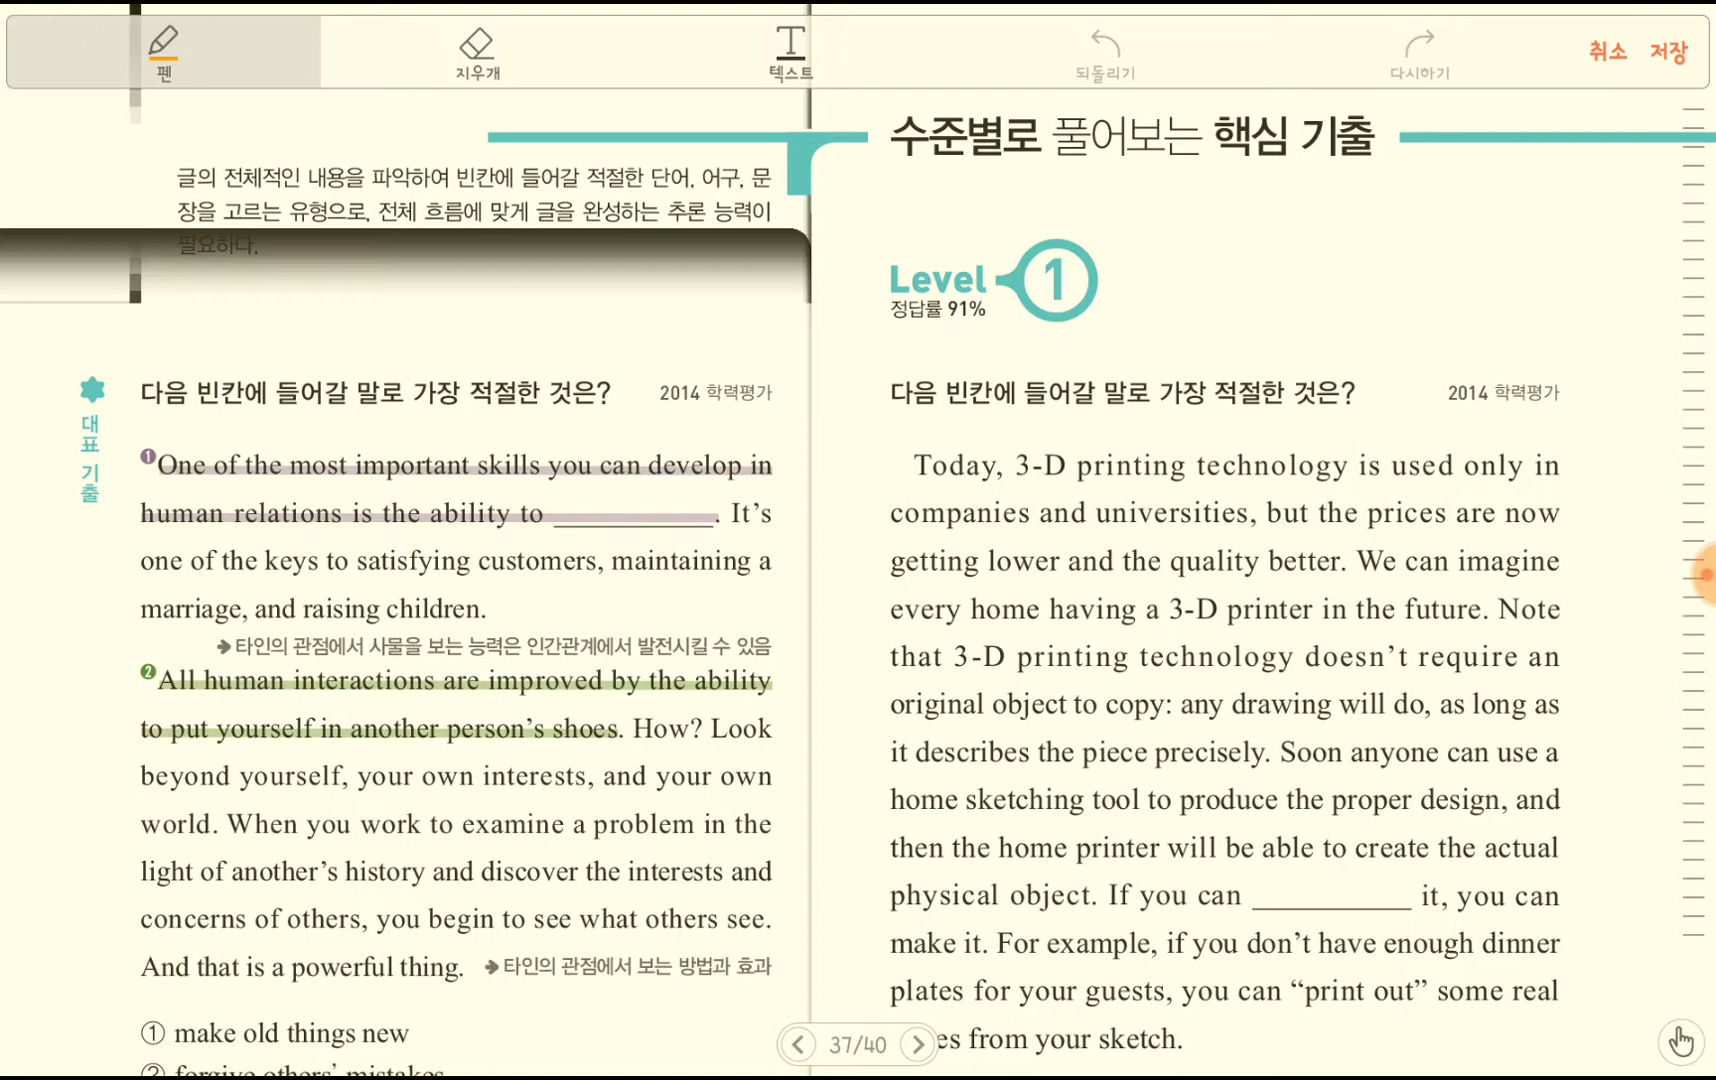 펜
지우개
텍스트
되돌리기
다시하기
취소 저장
글의 전체적인 내용을 파악하여 빈칸에 들어갈 적절한 단어, 어구, 문
장을 고르는 유형으로, 전체 흐름에 맞게 글을 완성하는 추론 능력이
필요하다.
대표 기출
다음 빈칸에 들어갈 말로 가장 적절한 것은? 2014 학력평가
❶One of the most important skills you can develop in
human relations is the ability to __________. It’s
one of the keys to satisfying customers, maintaining a
marriage, and raising children.
➔ 타인의 관점에서 사물을 보는 능력은 인간관계에서 발전시킬 수 있음
❷All human interactions are improved by the ability
to put yourself in another person’s shoes. How? Look
beyond yourself, your own interests, and your own
world. When you work to examine a problem in the
light of another’s history and discover the interests and
concerns of others, you begin to see what others see.
And that is a powerful thing. ➔ 타인의 관점에서 보는 방법과 효과
① make old things new
② forgive others’ mistakes
수준별로 풀어보는 핵심 기출
Level 1
정답률 91%
다음 빈칸에 들어갈 말로 가장 적절한 것은? 2014 학력평가
Today, 3-D printing technology is used only in
companies and universities, but the prices are now
getting lower and the quality better. We can imagine
every home having a 3-D printer in the future. Note
that 3-D printing technology doesn’t require an
original object to copy: any drawing will do, as long as
it describes the piece precisely. Soon anyone can use a
home sketching tool to produce the proper design, and
then the home printer will be able to create the actual
physical object. If you can __________ it, you can
make it. For example, if you don’t have enough dinner
plates for your guests, you can “print out” some real
es from your sketch.
37/40